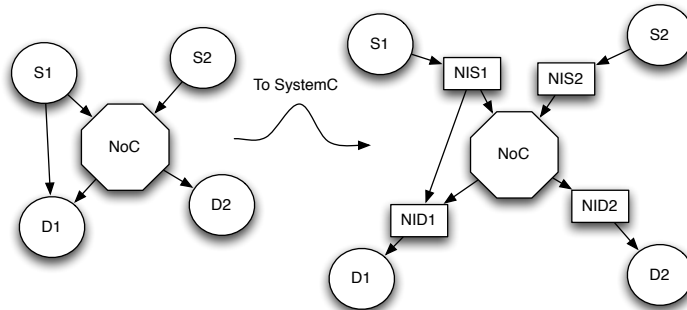 S1
S2
NoC
D1
D2
To SystemC
S1
S2
NIS1
NIS2
NoC
NID1
NID2
D1
D2